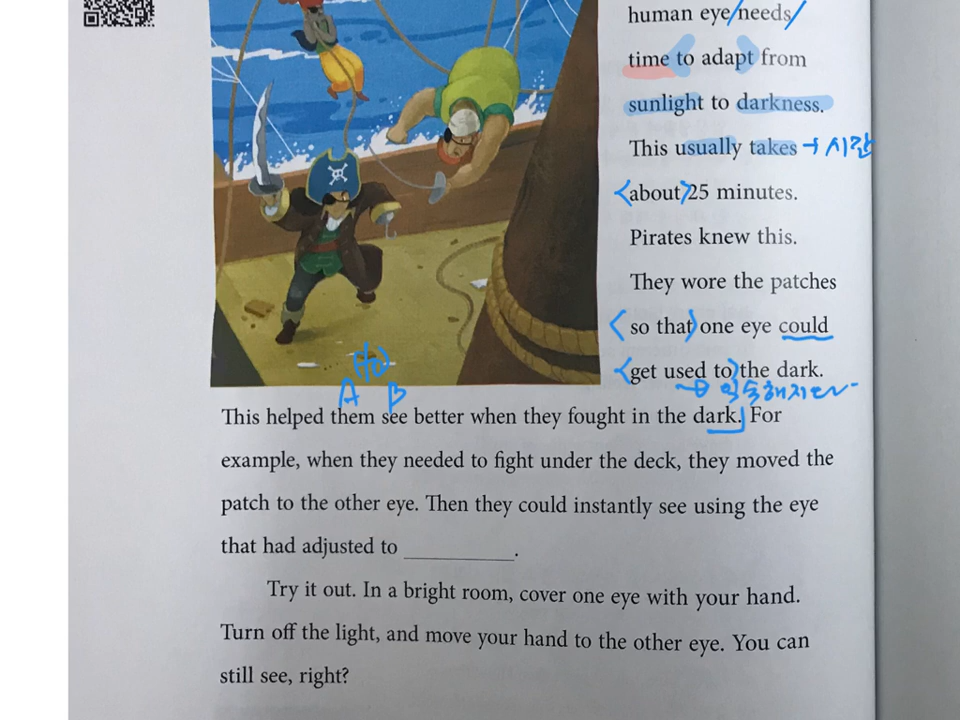 human eye needs
time to adapt from
sunlight to darkness.
This usually takes → 시간
about 25 minutes.
Pirates knew this.
They wore the patches
so that one eye could
get used to the dark.
→ 익숙해지다
(to)
A B
This helped them see better when they fought in the dark. For
example, when they needed to fight under the deck, they moved the
patch to the other eye. Then they could instantly see using the eye
that had adjusted to __________.
Try it out. In a bright room, cover one eye with your hand.
Turn off the light, and move your hand to the other eye. You can
still see, right?